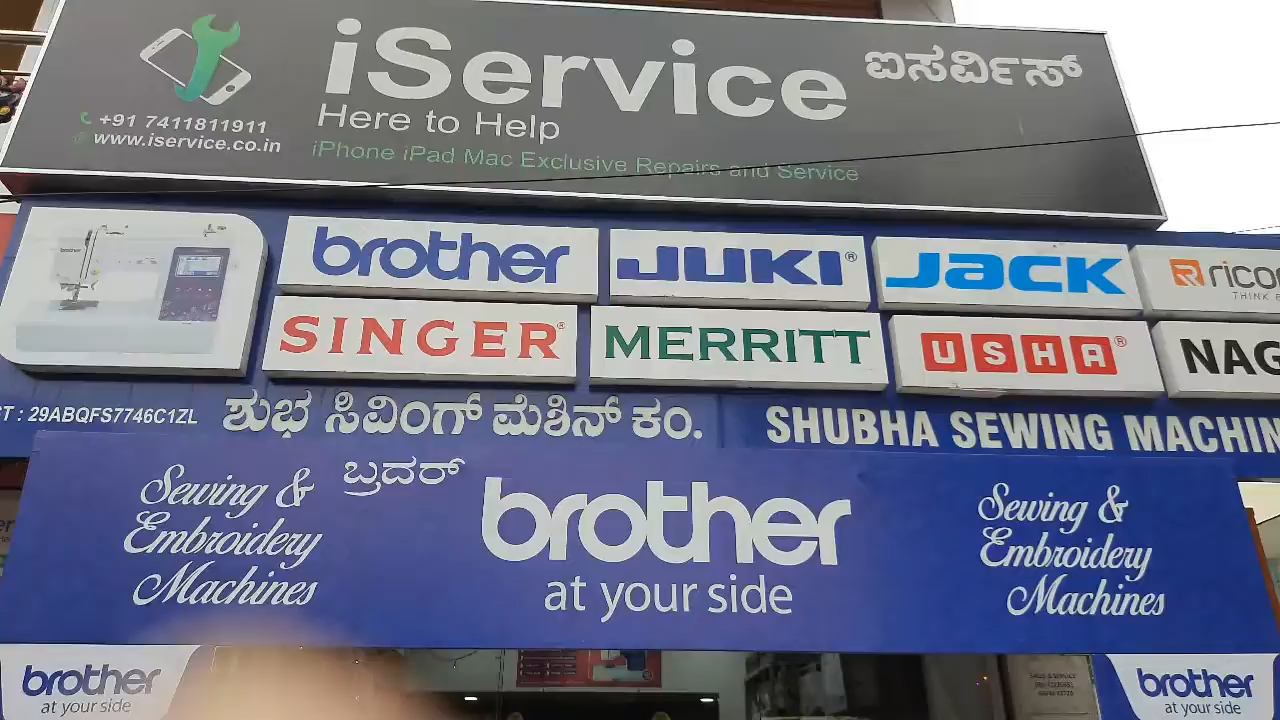 iService ಐಸರ್ವಿಸ್
Here to Help
+91 7411811911
www.iservice.co.in
iPhone iPad Mac Exclusive Repairs and Service
brother
brother JUKI® JACK
THINK
SINGER® MERRITT USHA®
29ABQFS7746C1ZL
ಶುಭ ಸಿವಿಂಗ್ ಮೆಶಿನ್ ಕಂ.
SHUBHA SEWING
ಬ್ರದರ್
Sewing &
Embroidery
Machines
brother
at your side
Sewing &
Embroidery
Machines
brother
at your side
brother
at your side